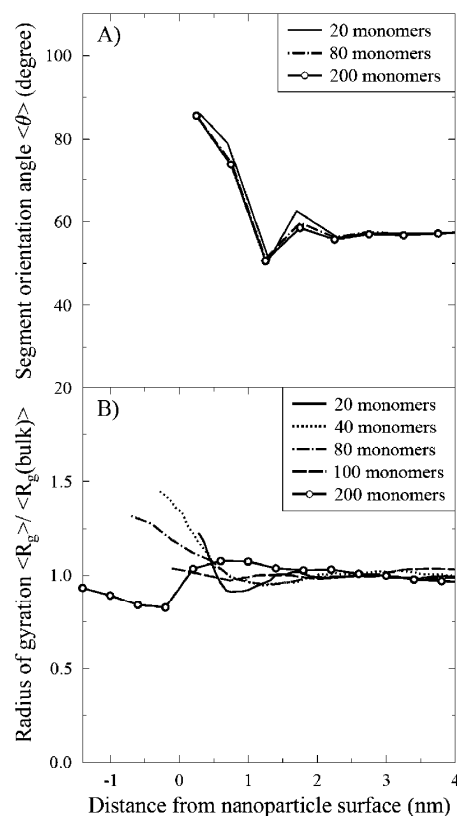 A)
20 monomers
80 monomers
200 monomers
Segment orientation angle <θ> (degree)
100
80
60
40
20
B)
20 monomers
40 monomers
80 monomers
100 monomers
200 monomers
Radius of gyration <Rg>/ <Rg(bulk)>
1.5
1.0
0.5
0.0
-1 0 1 2 3 4
Distance from nanoparticle surface (nm)